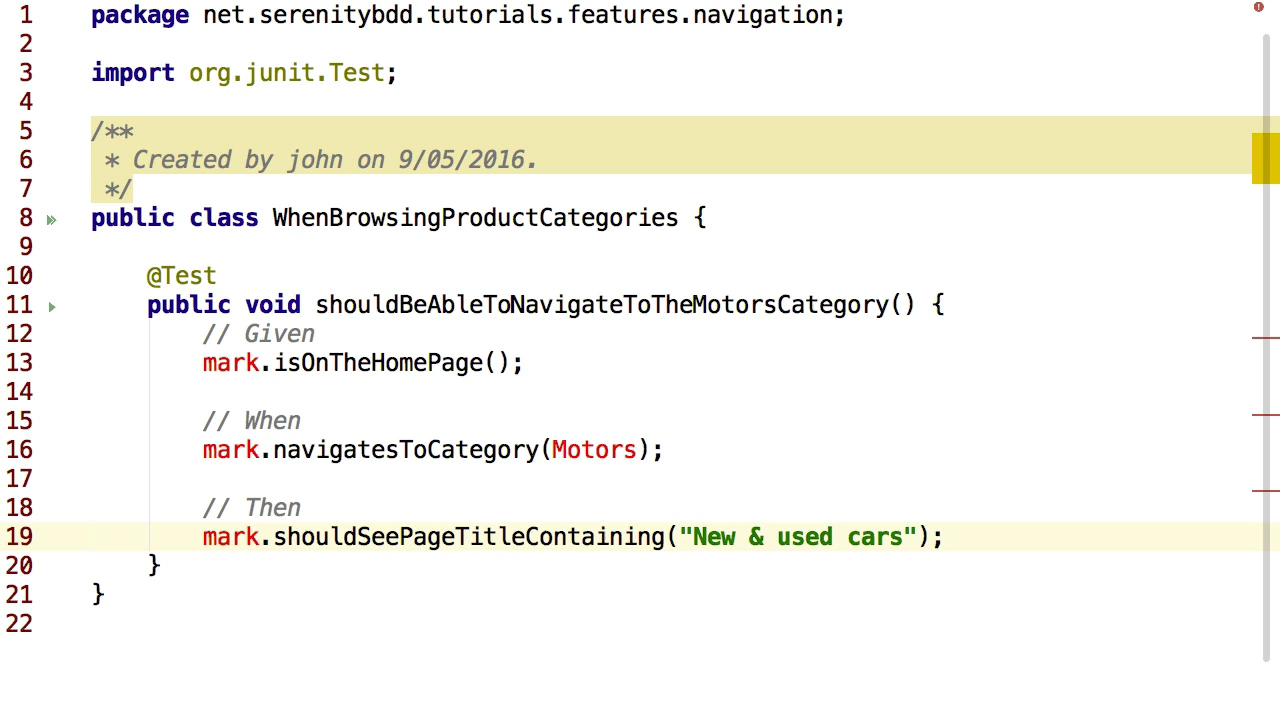 1 package net.serenitybdd.tutorials.features.navigation;
2
3 import org.junit.Test;
4
5 /**
6  * Created by john on 9/05/2016.
7  */
8 public class WhenBrowsingProductCategories {
9
10     @Test
11     public void shouldBeAbleToNavigateToTheMotorsCategory() {
12         // Given
13         mark.isOnTheHomePage();
14
15         // When
16         mark.navigatesToCategory(Motors);
17
18         // Then
19         mark.shouldSeePageTitleContaining("New & used cars");
20     }
21 }
22